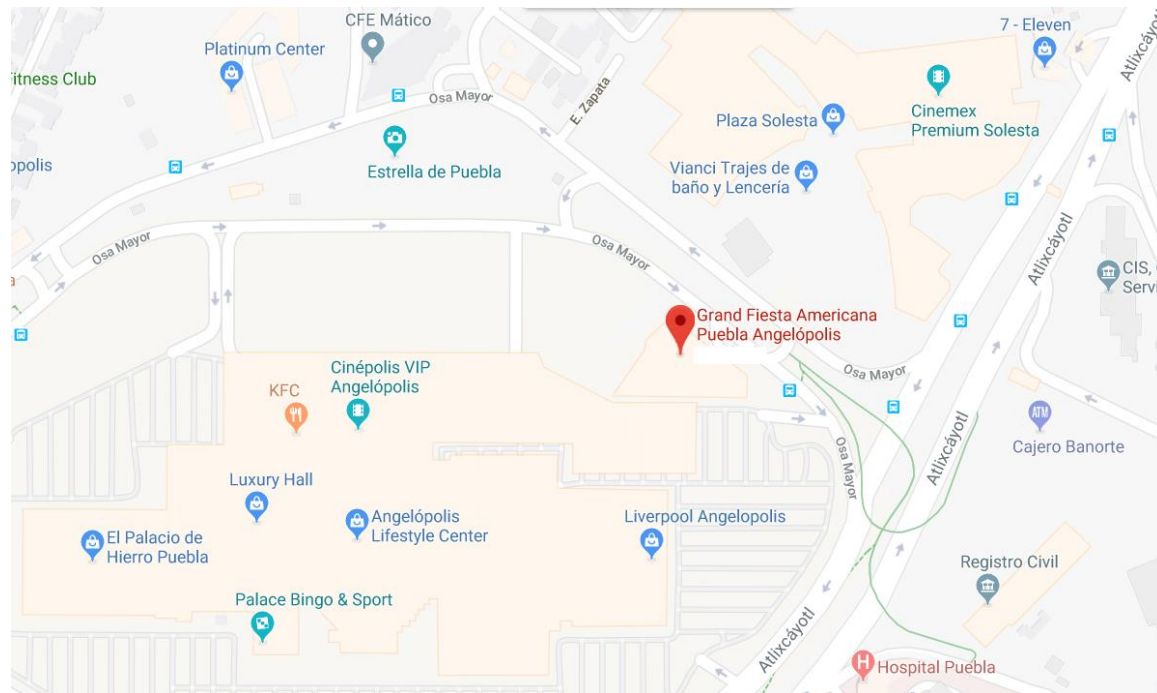 CFE Mático
Platinum Center
7 - Eleven
Atlixcáyotl
itness Club
Osa Mayor
E. Zapata
Plaza Solesta
Cinemex
Premium Solesta
opolis
Estrella de Puebla
Vianci Trajes de
baño y Lencería
Atlixcáyotl
Osa Mayor
Osa Mayor
CIS,
Servi
a
Grand Fiesta Americana
Puebla Angelópolis
Cinépolis VIP
Angelópolis
Osa Mayor
KFC
ATM
Cajero Banorte
Atlixcáyotl
Osa Mayor
Luxury Hall
Angelópolis
Lifestyle Center
Liverpool Angelopolis
El Palacio de
Hierro Puebla
Registro Civil
Palace Bingo & Sport
Atlixcáyotl
H
Hospital Puebla